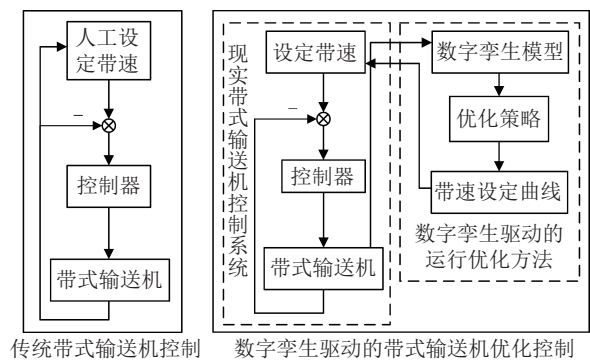 人工设
定带速
−
控制器
带式输送机
传统带式输送机控制
现实带式输送机控制系统
设定带速
−
控制器
带式输送机
数字孪生模型
优化策略
带速设定曲线
数字孪生驱动的
运行优化方法
数字孪生驱动的带式输送机优化控制